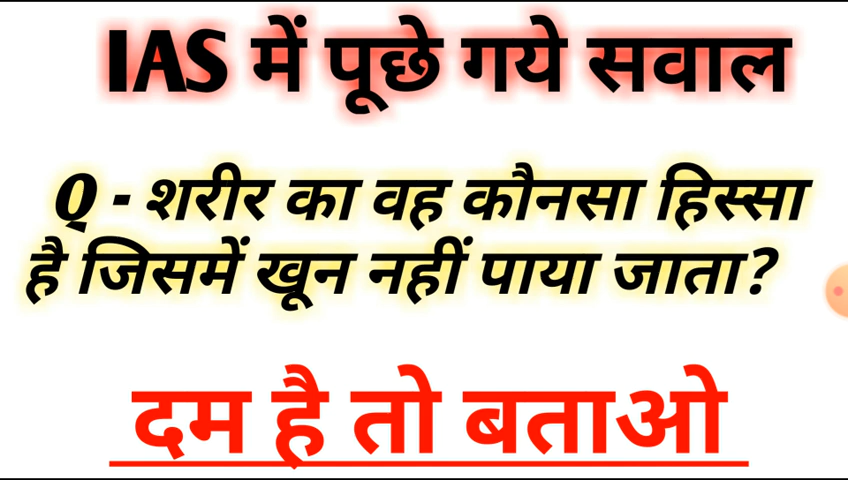 IAS में पूछे गये सवाल
Q - शरीर का वह कौनसा हिस्सा
है जिसमें खून नहीं पाया जाता?
दम है तो बताओ